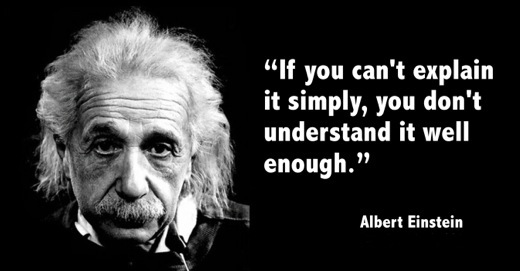 “If you can't explain
it simply, you don't
understand it well
enough.”
Albert Einstein